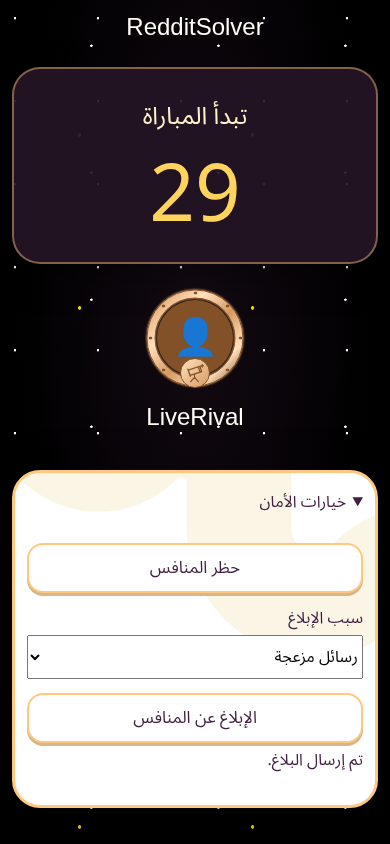 RedditSolver
تبدأ المباراة
29
LiveRival
▼ خيارات الأمان
حظر المنافس
سبب الإبلاغ
رسائل مزعجة
الإبلاغ عن المنافس
تم إرسال البلاغ.